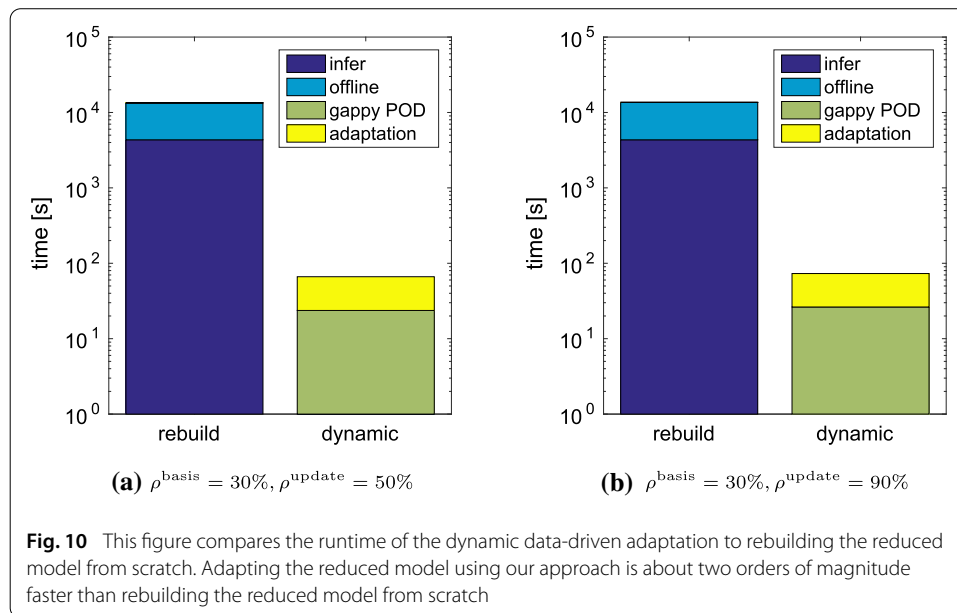 10^5
10^4
10^3
10^2
10^1
10^0
time [s]
infer
offline
gappy POD
adaptation
rebuild
dynamic
(a) ρ^basis = 30%, ρ^update = 50%
10^5
10^4
10^3
10^2
10^1
10^0
time [s]
infer
offline
gappy POD
adaptation
rebuild
dynamic
(b) ρ^basis = 30%, ρ^update = 90%
Fig. 10 This figure compares the runtime of the dynamic data-driven adaptation to rebuilding the reduced
model from scratch. Adapting the reduced model using our approach is about two orders of magnitude
faster than rebuilding the reduced model from scratch